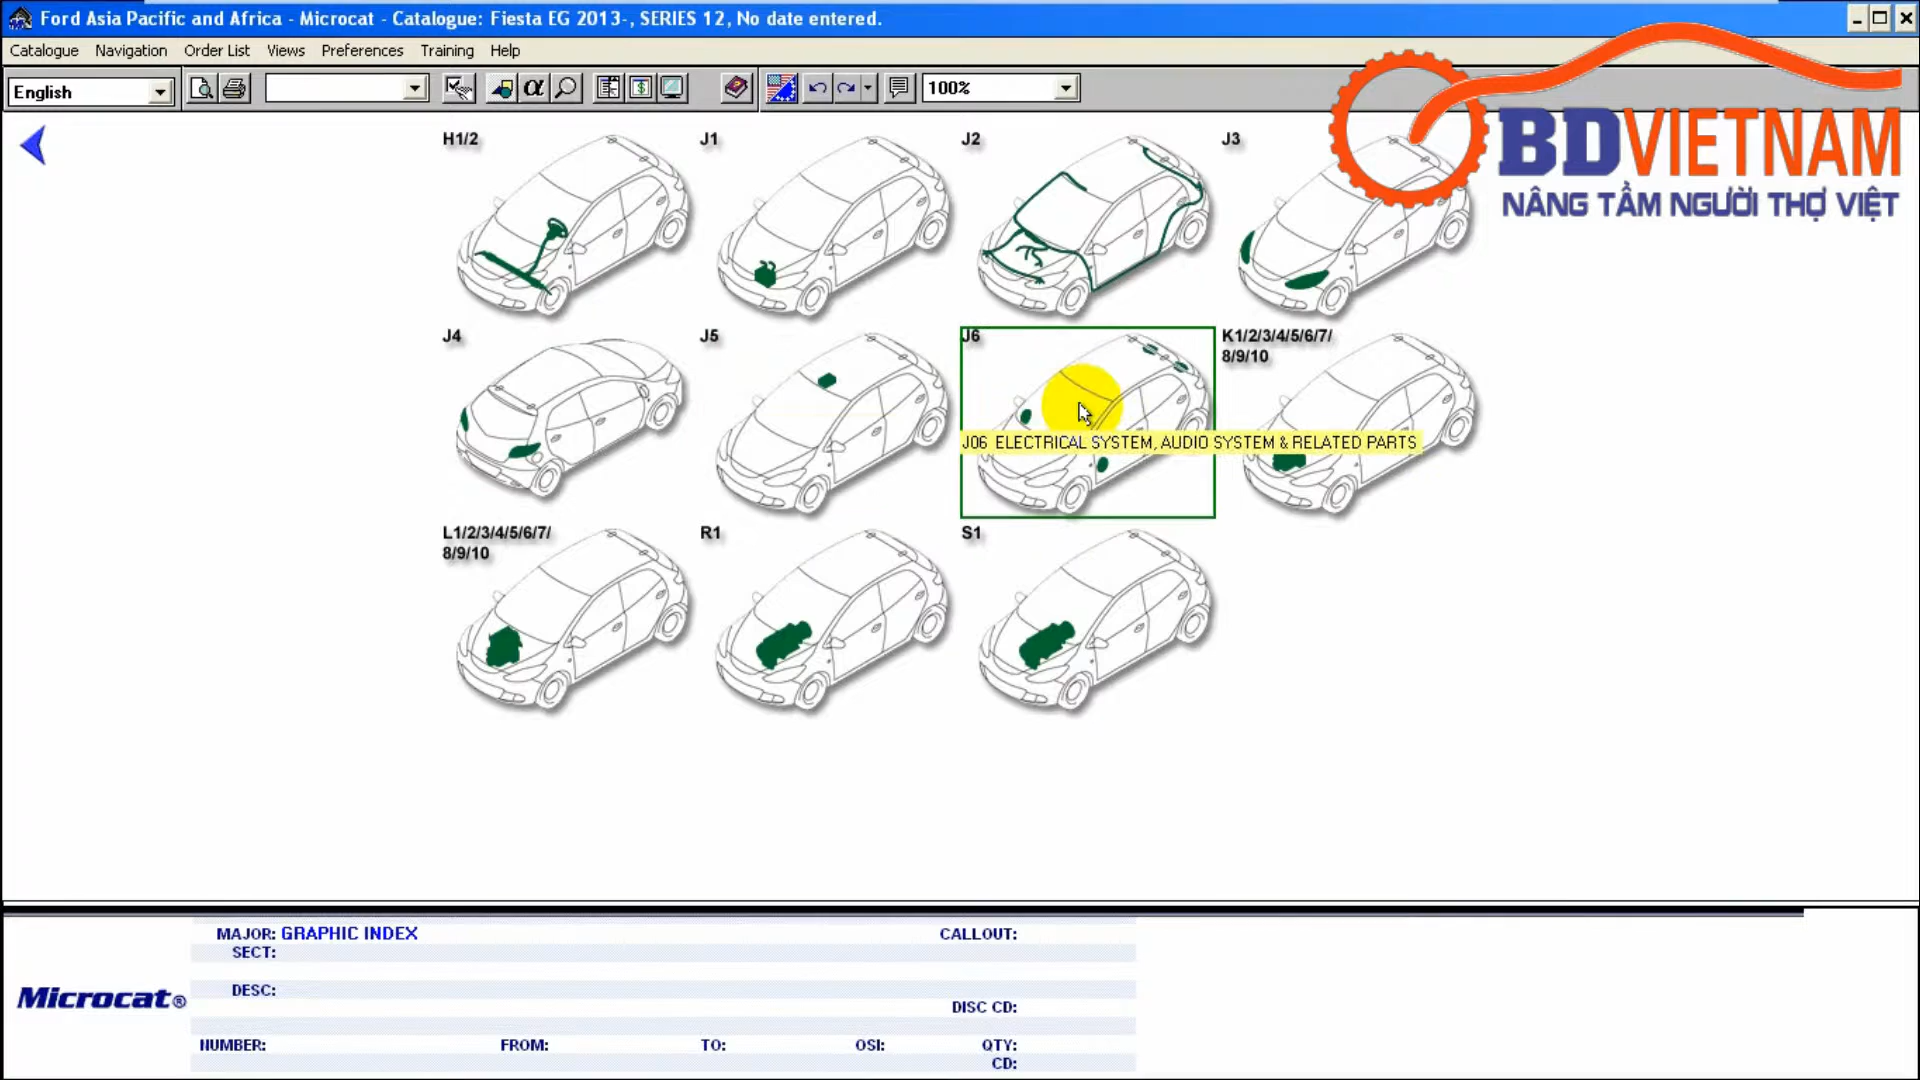 Ford Asia Pacific and Africa - Microcat - Catalogue: Fiesta EG 2013-, SERIES 12, No date entered.
Catalogue Navigation Order List Views Preferences Training Help
English
100%
BDVIETNAM
NÂNG TẦM NGƯỜI THỢ VIỆT
H1/2
J1
J2
J3
J4
J5
J6
K1/2/3/4/5/6/7/
8/9/10
J06 ELECTRICAL SYSTEM, AUDIO SYSTEM & RELATED PARTS
L1/2/3/4/5/6/7/
8/9/10
R1
S1
MAJOR: GRAPHIC INDEX
CALLOUT:
SECT:
DESC:
Microcat®
DISC CD:
NUMBER:
FROM:
TO:
OSI:
QTY:
CD: